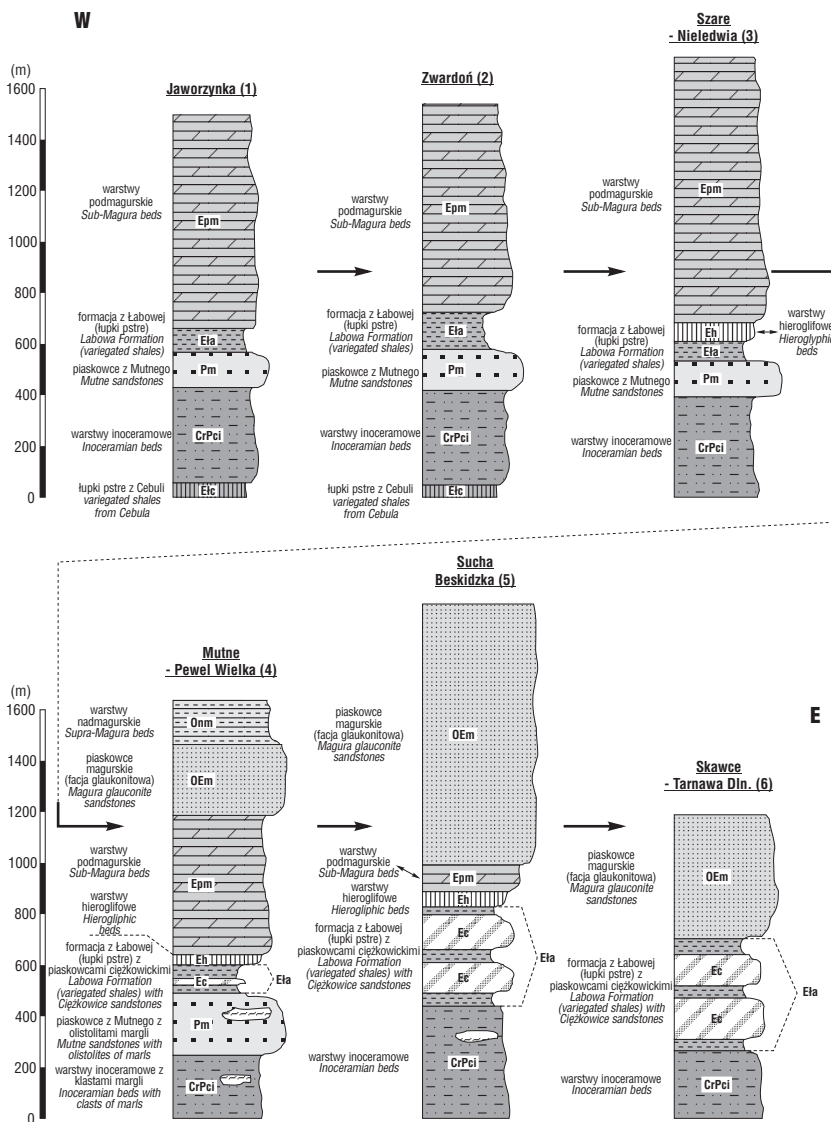 W
E
(m)
1600
1400
1200
1000
800
600
400
200
0
Jaworzynka (1)
warstwy
podmagurskie
Sub-Magura beds
formacja z Łabowej
(łupki pstre)
Labowa Formation
(variegated shales)
piaskowce z Mutnego
Mutne sandstones
warstwy inoceramowe
Inoceramian beds
łupki pstre z Cebuli
variegated shales
from Cebula
Epm
Eła
Pm
CrPci
Ełc
Zwardoń (2)
warstwy
podmagurskie
Sub-Magura beds
formacja z Łabowej
(łupki pstre)
Labowa Formation
(variegated shales)
piaskowce z Mutnego
Mutne sandstones
warstwy inoceramowe
Inoceramian beds
łupki pstre z Cebuli
variegated shales
from Cebula
Epm
Eła
Pm
CrPci
Ełc
Szare
- Nieledwia (3)
warstwy
podmagurskie
Sub-Magura beds
formacja z Łabowej
(łupki pstre)
Labowa Formation
(variegated shales)
piaskowce z Mutnego
Mutne sandstones
warstwy inoceramowe
Inoceramian beds
Epm
Eh
Eła
Pm
CrPci
warstwy
hieroglifowe
Hieroglyphic
beds
(m)
1600
1400
1200
1000
800
600
400
200
0
Mutne
- Pewel Wielka (4)
warstwy
nadmagurskie
Supra-Magura beds
piaskowce
magurskie
(facja glaukonitowa)
Magura glauconite
sandstones
warstwy
podmagurskie
Sub-Magura beds
warstwy
hieroglifowe
Hierogliphic
beds
formacja z Łabowej
(łupki pstre) z
piaskowcami ciężkowickimi
Labowa Formation
(variegated shales) with
Ciężkowice sandstones
piaskowce z Mutnego z
olistolitami margli
Mutne sandstones with
olistolites of marls
warstwy inoceramowe z
klastami margli
Inoceramian beds with
clasts of marls
Onm
OEm
Epm
Eh
Ec
Eła
Pm
CrPci
Sucha
Beskidzka (5)
piaskowce
magurskie
(facja glaukonitowa)
Magura glauconite
sandstones
warstwy
podmagurskie
Sub-Magura beds
warstwy
hieroglifowe
Hierogliphic beds
formacja z Łabowej
(łupki pstre) z
piaskowcami ciężkowickimi
Labowa Formation
(variegated shales) with
Ciężkowice sandstones
warstwy inoceramowe
Inoceramian beds
OEm
Epm
Eh
Ec
Ec
Eła
CrPci
Skawce
- Tarnawa Dln. (6)
piaskowce
magurskie
(facja glaukonitowa)
Magura glauconite
sandstones
formacja z Łabowej
(łupki pstre) z
piaskowcami ciężkowickimi
Labowa Formation
(variegated shales) with
Ciężkowice sandstones
warstwy inoceramowe
Inoceramian beds
OEm
Ec
Ec
Eła
CrPci